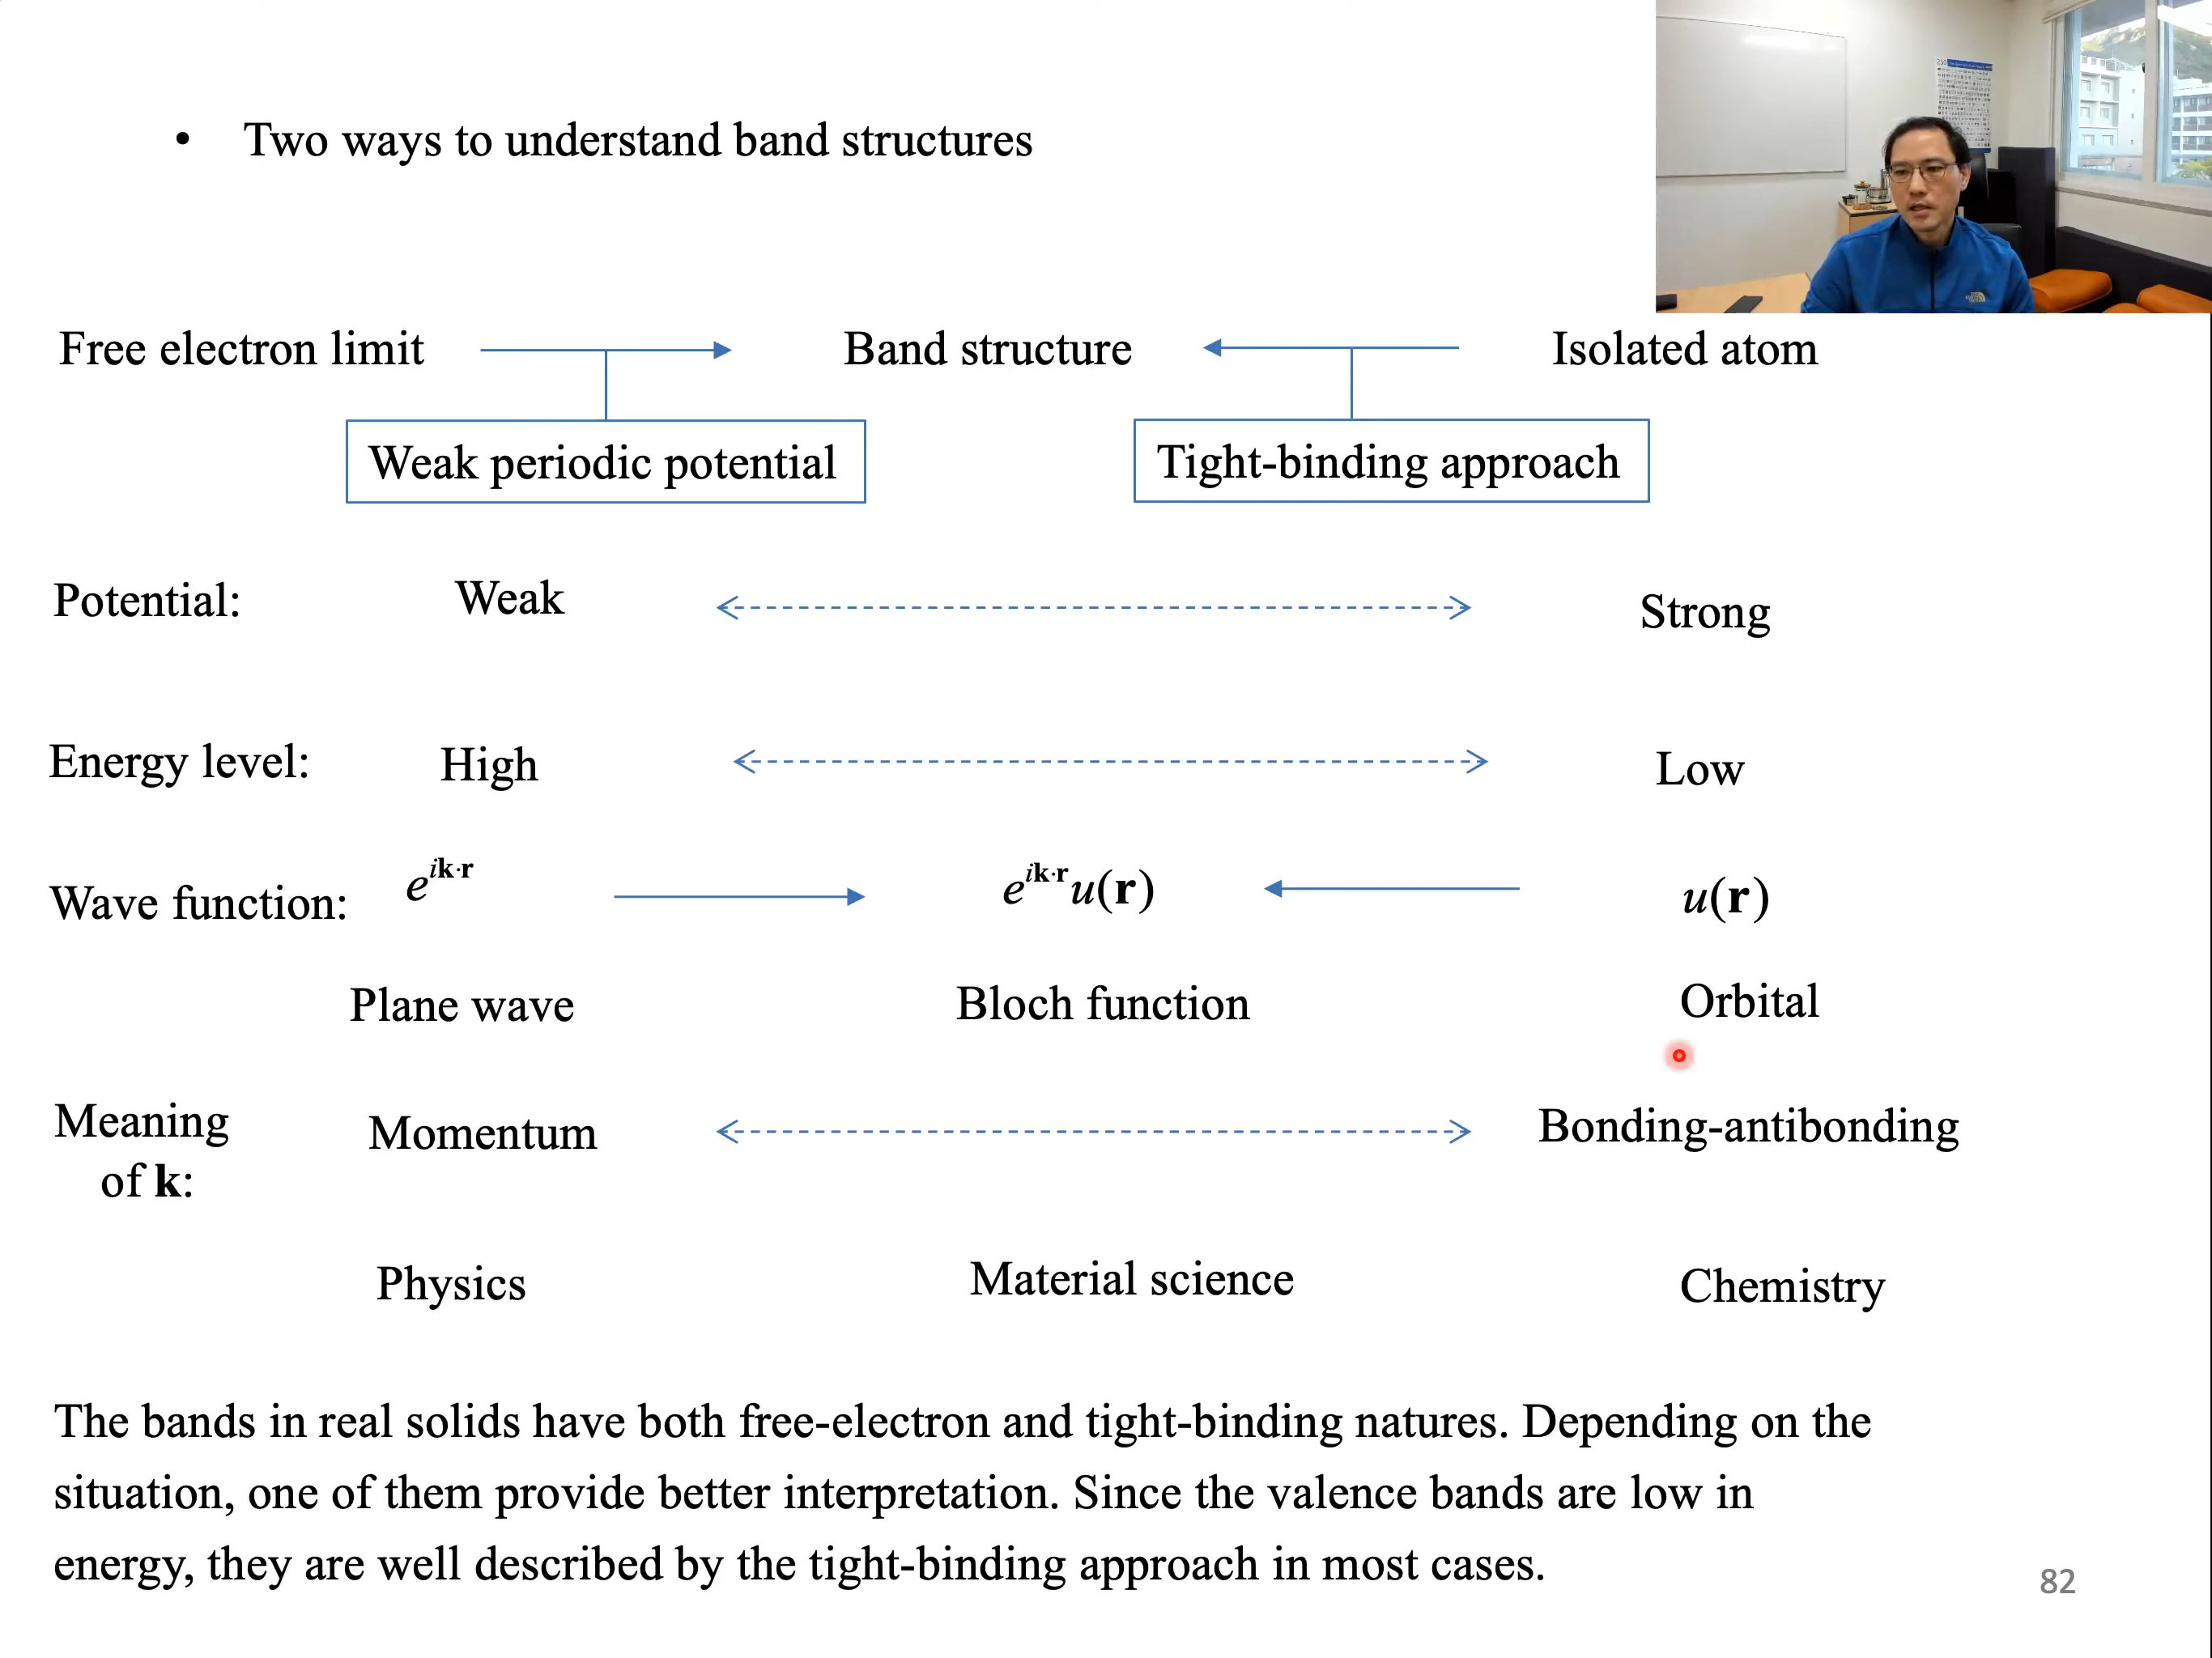 • Two ways to understand band structures
Free electron limit Band structure Isolated atom
Weak periodic potential Tight-binding approach
Potential: Weak Strong
Energy level: High Low
Wave function: e^{i𝐤·𝐫} e^{i𝐤·𝐫}u(𝐫) u(𝐫)
Plane wave Bloch function Orbital
Meaning Momentum Bonding-antibonding
of k:
Physics Material science Chemistry
The bands in real solids have both free-electron and tight-binding natures. Depending on the
situation, one of them provide better interpretation. Since the valence bands are low in
energy, they are well described by the tight-binding approach in most cases.
82